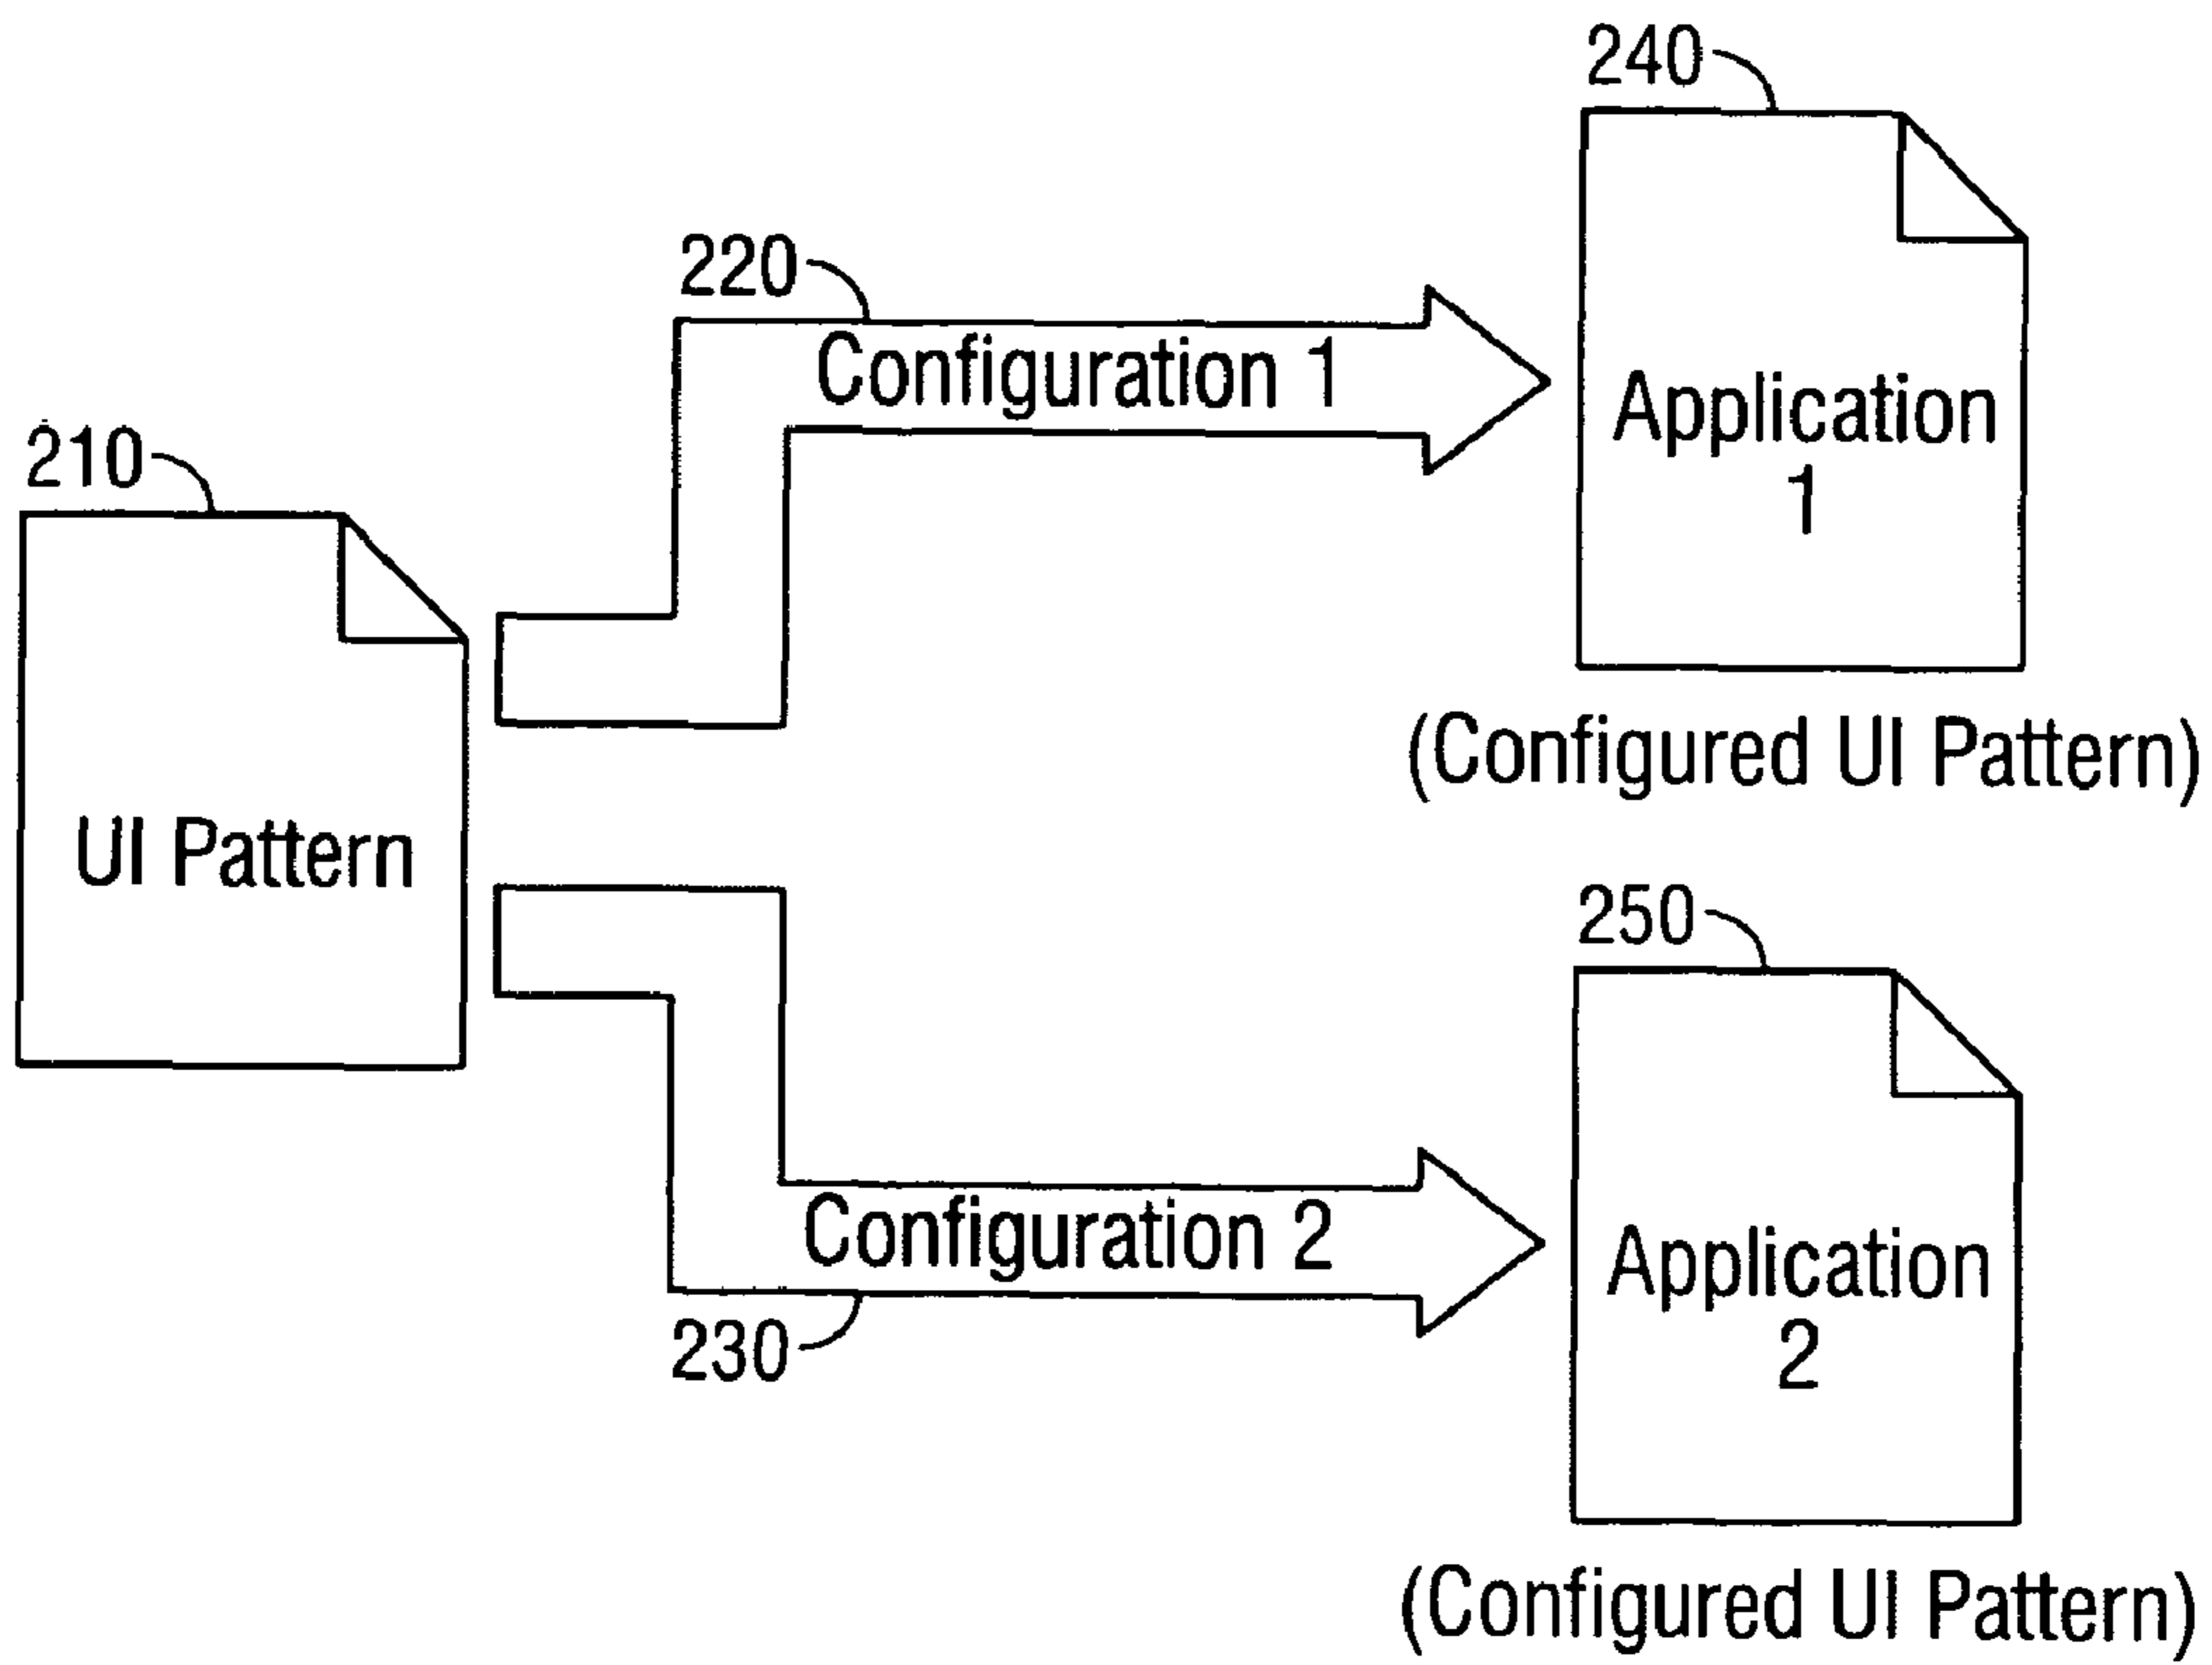 240
220
Configuration 1
Application
1
210
(Configured UI Pattern)
UI Pattern
250
Configuration 2
Application
2
230
(Configured UI Pattern)